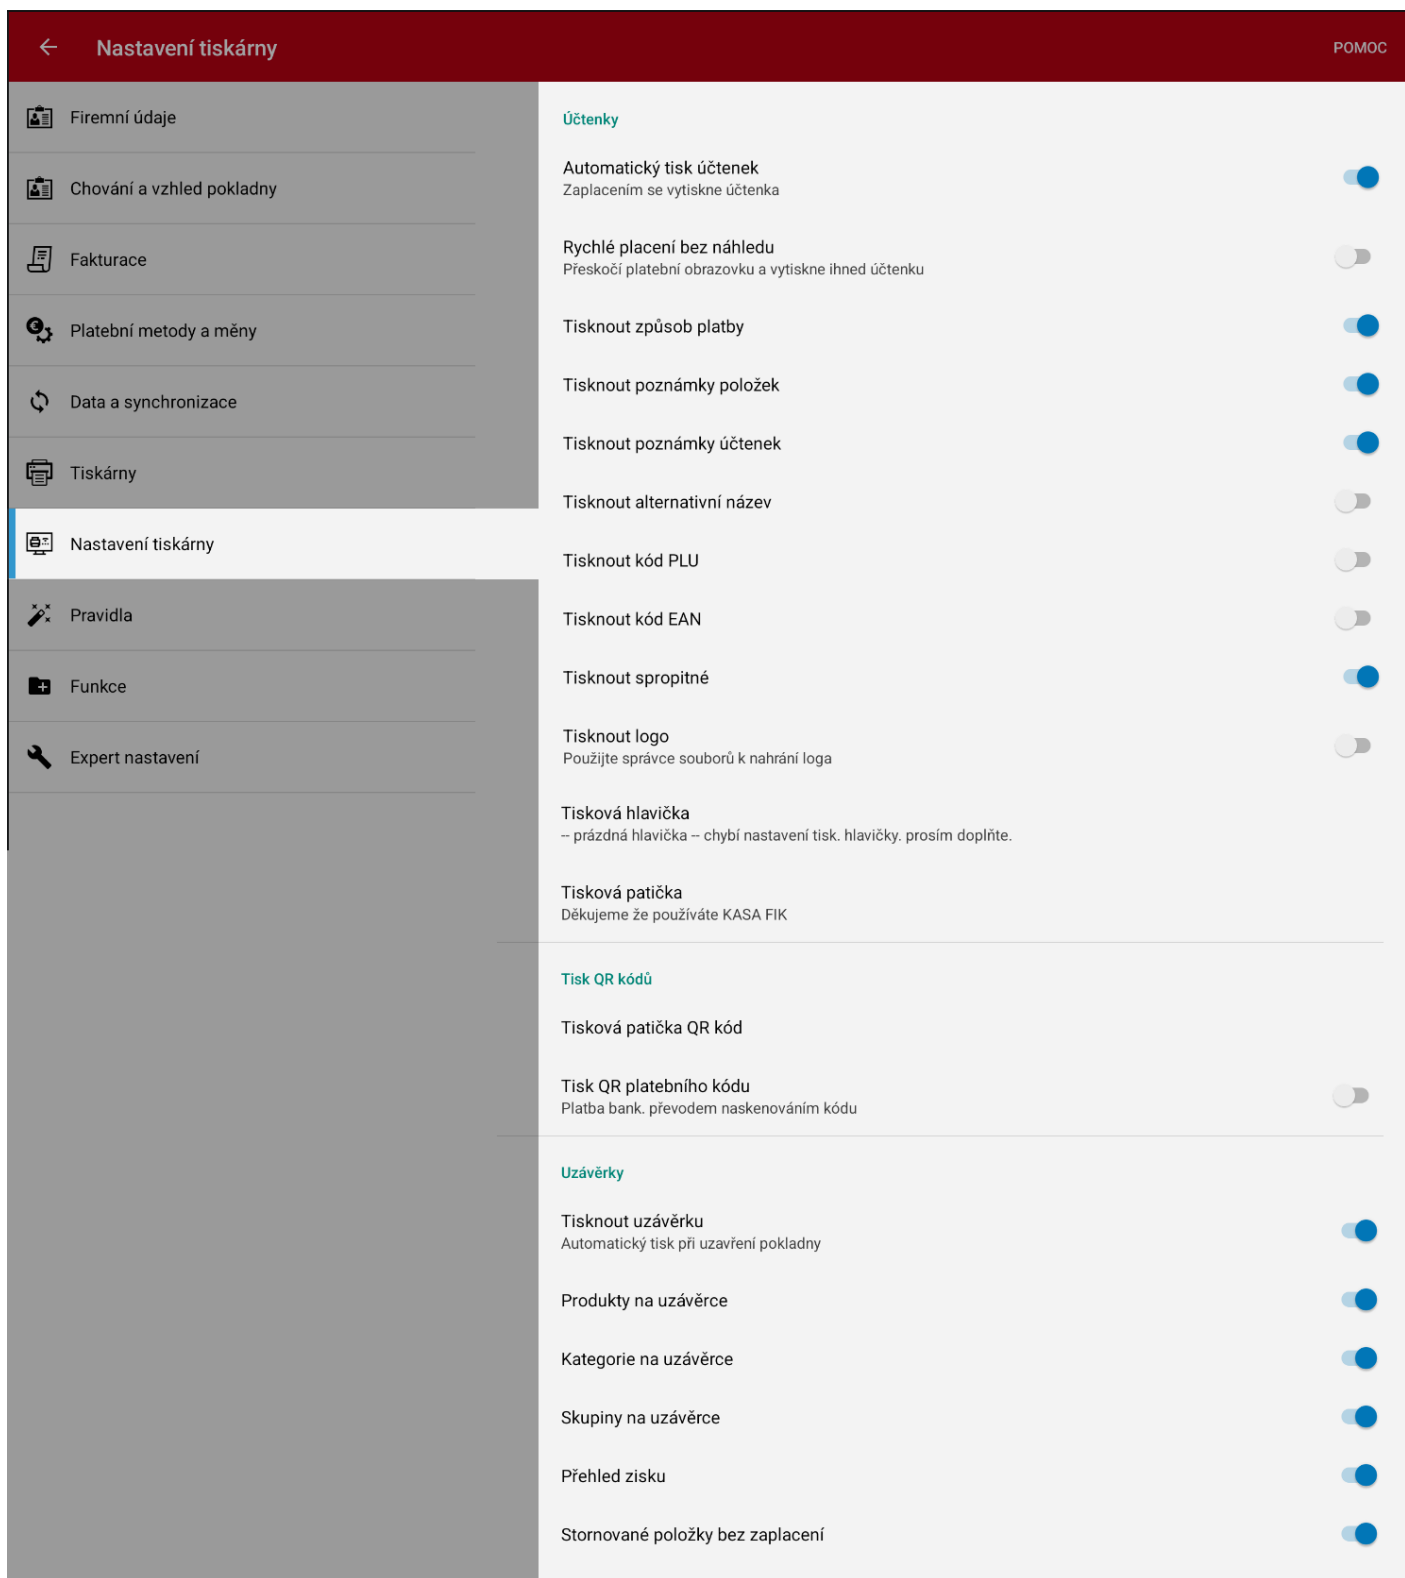 Nastavení tiskárny
POMOC
Firemní údaje
Chování a vzhled pokladny
Fakturace
Platební metody a měny
Data a synchronizace
Tiskárny
Nastavení tiskárny
Pravidla
Funkce
Expert nastavení
Účtenky
Automatický tisk účtenek
Zaplacením se vytiskne účtenka
Rychlé placení bez náhledu
Přeskočí platební obrazovku a vytiskne ihned účtenku
Tisknout způsob platby
Tisknout poznámky položek
Tisknout poznámky účtenek
Tisknout alternativní název
Tisknout kód PLU
Tisknout kód EAN
Tisknout spropitné
Tisknout logo
Použijte správce souborů k nahrání loga
Tisková hlavička
-- prázdná hlavička -- chybí nastavení tisk. hlavičky. prosím doplňte.
Tisková patička
Děkujeme že používáte KASA FIK
Tisk QR kódů
Tisková patička QR kód
Tisk QR platebního kódu
Platba bank. převodem naskenováním kódu
Uzávěrky
Tisknout uzávěrku
Automatický tisk při uzavření pokladny
Produkty na uzávěrce
Kategorie na uzávěrce
Skupiny na uzávěrce
Přehled zisku
Stornované položky bez zaplacení